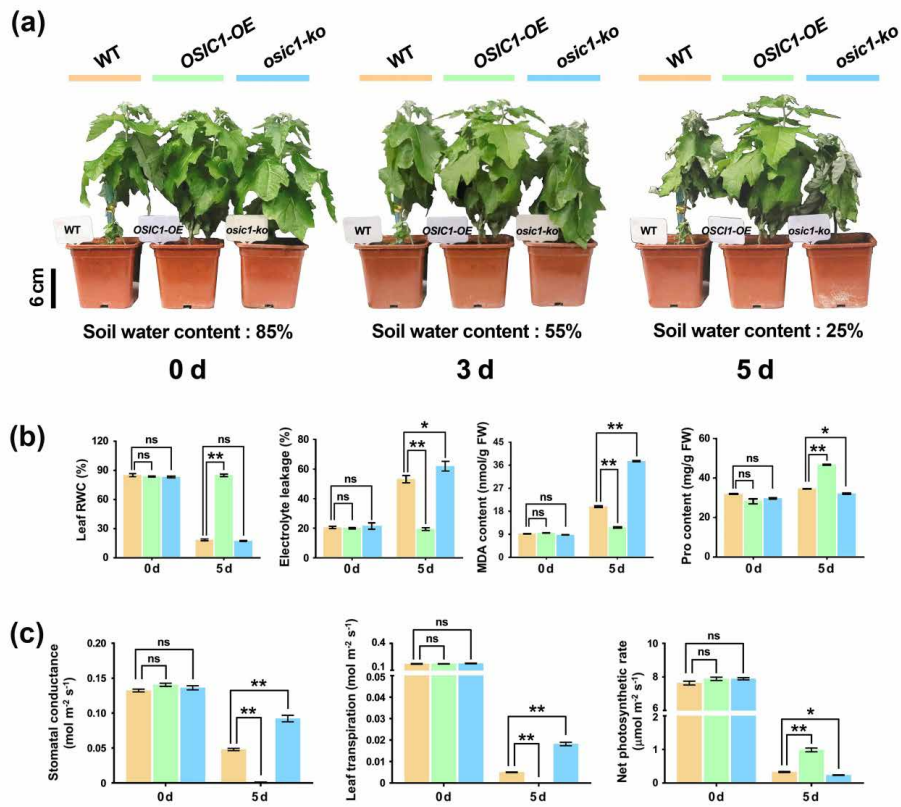 (a)
WT OSIC1-OE osic1-ko WT OSIC1-OE osic1-ko WT OSIC1-OE osic1-ko
WT OSIC1-OE osic1-ko WT OSIC1-OE osic1-ko WT OSCI1-OE osic1-ko
6 cm
Soil water content : 85% Soil water content : 55% Soil water content : 25%
0 d 3 d 5 d
(b)
Leaf RWC (%)
120
90
60
30
0
ns
ns
ns
**
0 d 5 d
Electrolyte leakage (%)
80
60
40
20
0
ns
ns
*
**
0 d 5 d
MDA content (nmol/g FW)
45
36
27
18
9
0
ns
ns
**
**
0 d 5 d
Pro content (mg/g FW)
60
40
20
0
ns
ns
*
**
0 d 5 d
(c)
Stomatal conductance
(mol m-2 s-1)
0.20
0.15
0.10
0.05
0.00
ns
ns
**
**
0 d 5 d
Leaf transpiration (mol m-2 s-1)
0.4
0.1
0.05
0.04
0.03
0.02
0.01
0.00
ns
ns
**
**
0 d 5 d
Net photosynthetic rate
(μmol m-2 s-1)
10
8
6
2
1
0
ns
ns
*
**
0 d 5 d